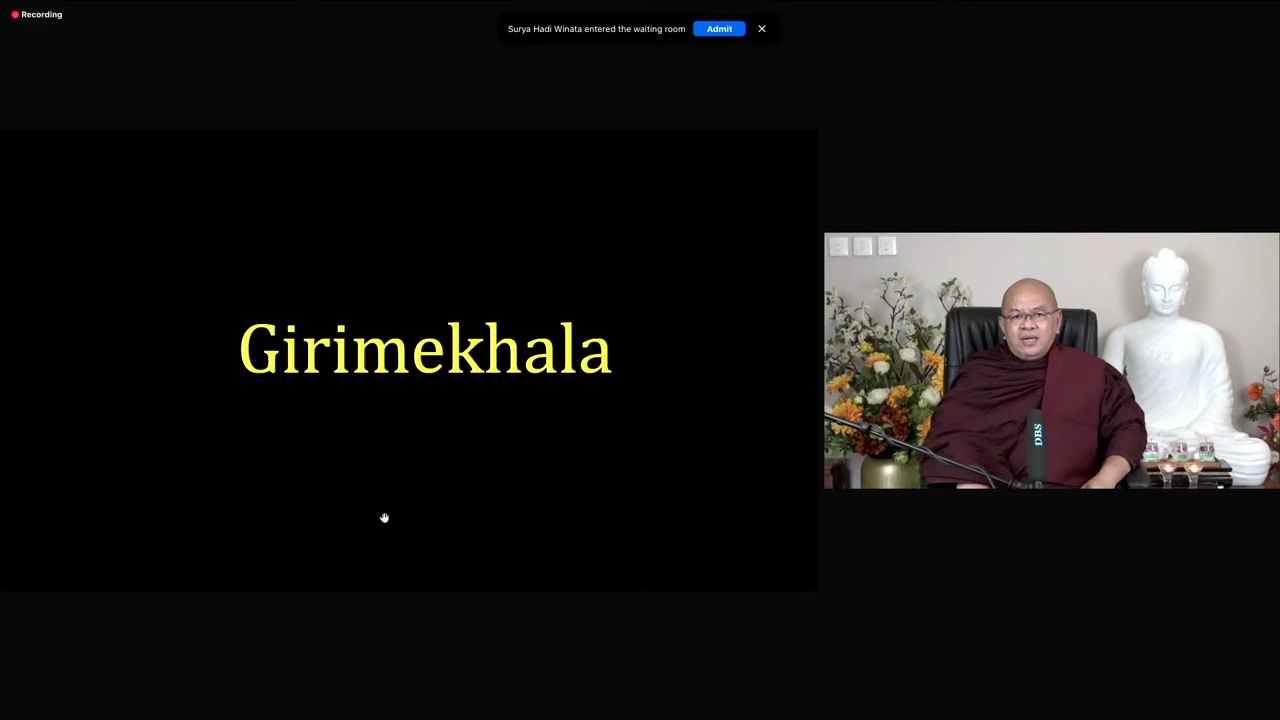 Recording
Surya Hadi Winata entered the waiting room
Admit
Girimekhala
DBS